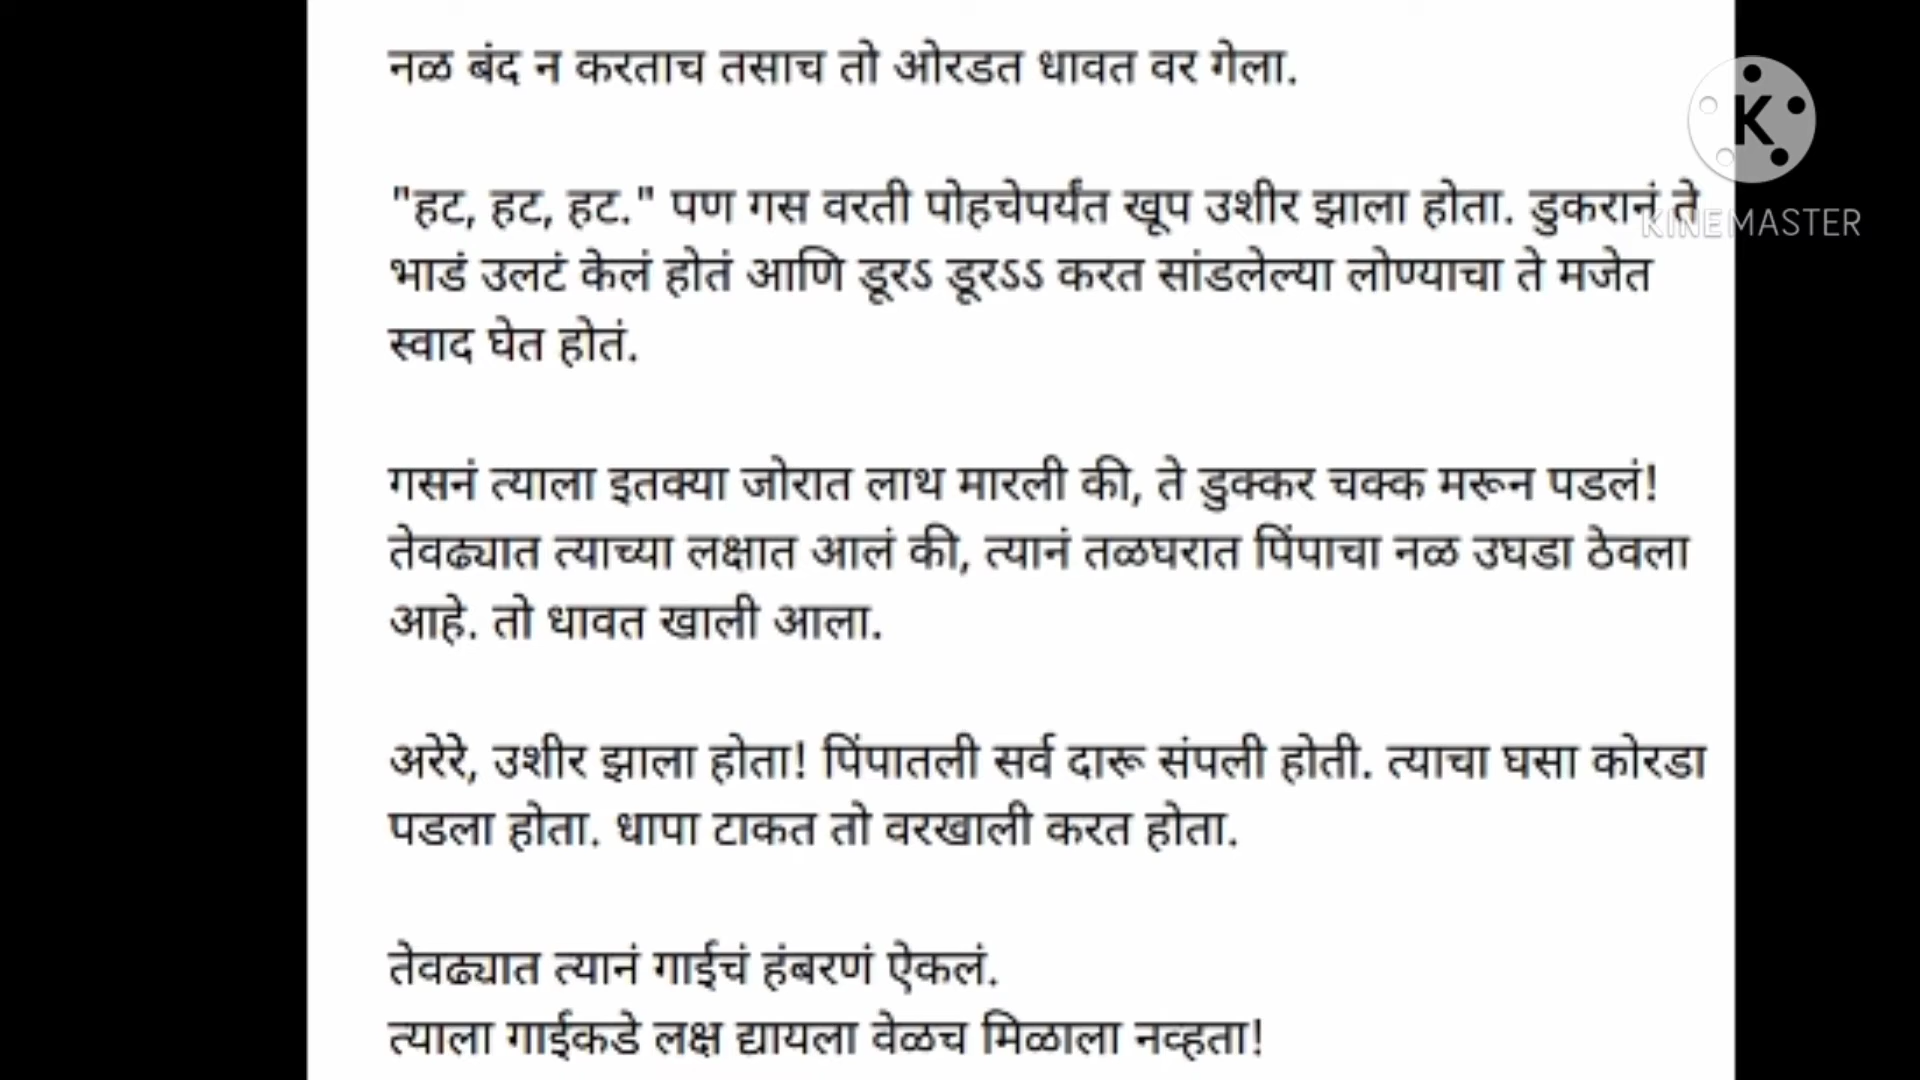 नळ बंद न करताच तसाच तो ओरडत धावत वर गेला.
"हट, हट, हट." पण गस वरती पोहचेपर्यंत खूप उशीर झाला होता. डुकरानं ते
भाडं उलटं केलं होतं आणि डूरऽ डूरऽऽ करत सांडलेल्या लोण्याचा ते मजेत
स्वाद घेत होतं.
गसनं त्याला इतक्या जोरात लाथ मारली की, ते डुक्कर चक्क मरून पडलं!
तेवढ्यात त्याच्या लक्षात आलं की, त्यानं तळघरात पिंपाचा नळ उघडा ठेवला
आहे. तो धावत खाली आला.
अरेरे, उशीर झाला होता! पिंपातली सर्व दारू संपली होती. त्याचा घसा कोरडा
पडला होता. धापा टाकत तो वरखाली करत होता.
तेवढ्यात त्यानं गाईचं हंबरणं ऐकलं.
त्याला गाईकडे लक्ष द्यायला वेळच मिळाला नव्हता!
K
KINEMASTER